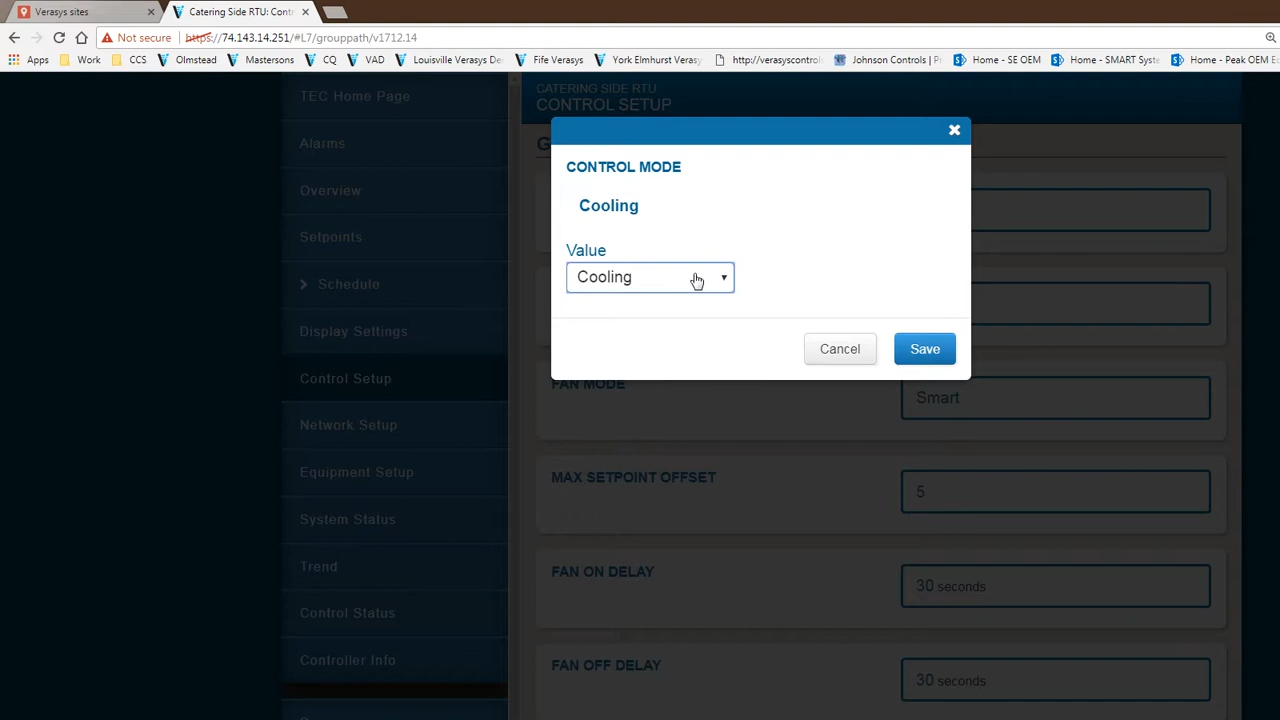 Verasys sites
Catering Side RTU: Contr
Not secure
https://74.143.14.251/#L7/grouppath/v1712.14
Apps
Work
CCS
Olmstead
Mastersons
CQ
VAD
Louisville Verasys De
Fife Verasys
York Elmhurst Verasy
http://verasyscontrols
Johnson Controls | Pr
Home - SE OEM
Home - SMART Syste
Home - Peak OEM E
TEC Home Page
Alarms
Overview
Setpoints
Schedule
Display Settings
Control Setup
Network Setup
Equipment Setup
System Status
Trend
Control Status
Controller Info
CATERING SIDE RTU
CONTROL SETUP
CONTROL MODE
Cooling
Value
Cooling
Cancel
Save
FAN MODE
Smart
MAX SETPOINT OFFSET
5
FAN ON DELAY
30 seconds
FAN OFF DELAY
30 seconds